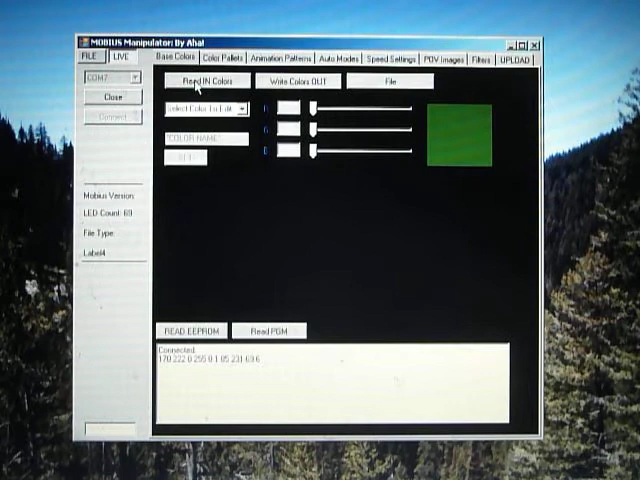 MOBIUS Manipulator: By Aha!
FILE LIVE
Base Colors Color Pallets Animation Patterns Auto Modes Speed Settings POV Images Filters UPLOAD
COM7
Close
Connect
Mobius Version:
LED Count: 69
File Type:
Label4
Read IN Colors Write Colors OUT File
Select Color To Edit
"COLOR NAME"
READ EEPROM Read PGM
Connected
170 222 0 255 0 1 85 231 69 6